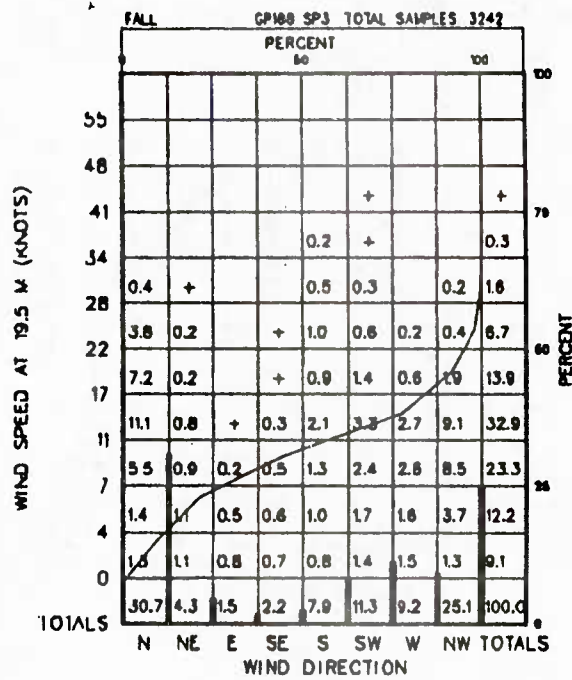 FALL GP188 SP3 TOTAL SAMPLES 3242
PERCENT
0 50 100
100
55
48
+ +
41 79
0.2 + 0.3
34
0.4 + 0.5 0.3 0.2 1.6
28
3.8 0.2 + 1.0 0.6 0.2 0.4 6.7
22
7.2 0.2 + 0.9 1.4 0.6 1.9 13.9
17
11.1 0.8 + 0.3 2.1 3.3 2.7 9.1 32.9
11
5.5 0.9 0.2 0.5 1.3 2.4 2.6 8.5 23.3
7
1.4 1.1 0.5 0.6 1.0 1.7 1.6 3.7 12.2
4
1.3 1.1 0.8 0.7 0.8 1.4 1.5 1.3 9.1
0
TOTALS 30.7 4.3 1.5 2.2 7.9 11.3 9.2 25.1 100.0
N NE E SE S SW W NW TOTALS
WIND DIRECTION
WIND SPEED AT 19.5 M (KNOTS)
PERCENT